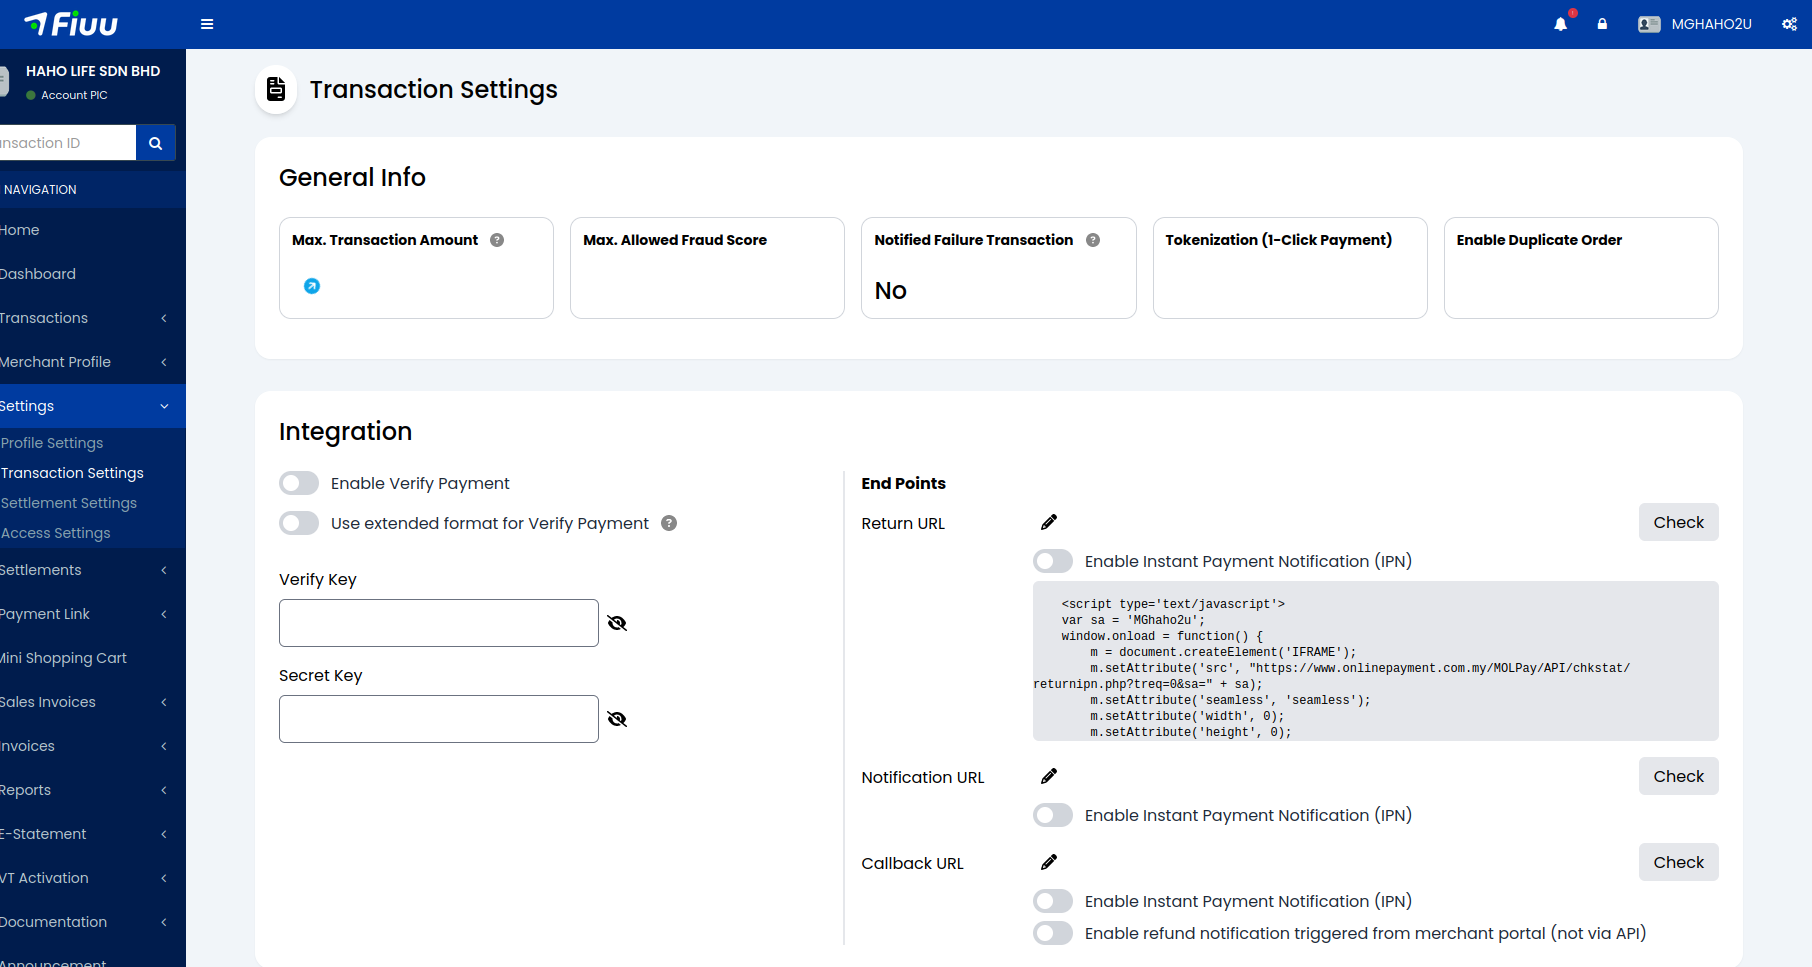 Fiuu
MGHAHO2U
HAHO LIFE SDN BHD
Account PIC
nsaction ID
NAVIGATION
Home
Dashboard
Transactions
Merchant Profile
Settings
Profile Settings
Transaction Settings
Settlement Settings
Access Settings
Settlements
Payment Link
Mini Shopping Cart
Sales Invoices
Invoices
Reports
E-Statement
VT Activation
Documentation
Announcement
Transaction Settings
General Info
Max. Transaction Amount ?
Max. Allowed Fraud Score
Notified Failure Transaction ?
No
Tokenization (1-Click Payment)
Enable Duplicate Order
Integration
Enable Verify Payment
Use extended format for Verify Payment ?
Verify Key
Secret Key
End Points
Return URL
Check
Enable Instant Payment Notification (IPN)
<script type='text/javascript'>
var sa = 'MGhaho2u';
window.onload = function() {
m = document.createElement('IFRAME');
m.setAttribute('src', "https://www.onlinepayment.com.my/MOLPay/API/chkstat/
returnipn.php?treq=0&sa=" + sa);
m.setAttribute('seamless', 'seamless');
m.setAttribute('width', 0);
m.setAttribute('height', 0);
Notification URL
Check
Enable Instant Payment Notification (IPN)
Callback URL
Check
Enable Instant Payment Notification (IPN)
Enable refund notification triggered from merchant portal (not via API)